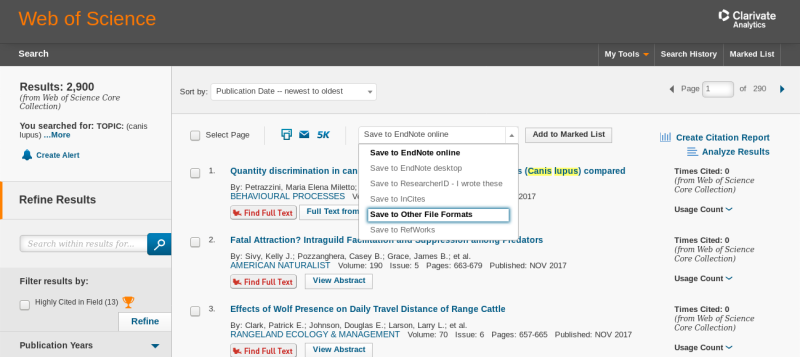 Web of Science
Clarivate
Analytics
Search
My Tools
Search History
Marked List
Results: 2,900
(from Web of Science Core
Collection)
You searched for: TOPIC: (canis
lupus) ...More
Create Alert
Refine Results
Search within results for...
Filter results by:
Highly Cited in Field (13)
Refine
Publication Years
Sort by: Publication Date -- newest to oldest
Page 1 of 290
Select Page
5K
Save to EndNote online
Add to Marked List
Save to EndNote online
Save to EndNote desktop
Save to ResearcherID - I wrote these
Save to InCites
Save to Other File Formats
Save to RefWorks
Create Citation Report
Analyze Results
1. Quantity discrimination in can s (Canis lupus) compared
By: Petrazzini, Maria Elena Miletto;
BEHAVIOURAL PROCESSES V NOV 2017
Find Full Text Full Text from
Times Cited: 0
(from Web of Science
Core Collection)
Usage Count
2. Fatal Attraction? Intraguild Facilitation and Suppression among Predators
By: Sivy, Kelly J.; Pozzanghera, Casey B.; Grace, James B.; et al.
AMERICAN NATURALIST Volume: 190 Issue: 5 Pages: 663-679 Published: NOV 2017
Find Full Text View Abstract
Times Cited: 0
(from Web of Science
Core Collection)
Usage Count
3. Effects of Wolf Presence on Daily Travel Distance of Range Cattle
By: Clark, Patrick E.; Johnson, Douglas E.; Larson, Larry L.; et al.
RANGELAND ECOLOGY & MANAGEMENT Volume: 70 Issue: 6 Pages: 657-665 Published: NOV 2017
Find Full Text View Abstract
Times Cited: 0
(from Web of Science
Core Collection)
Usage Count